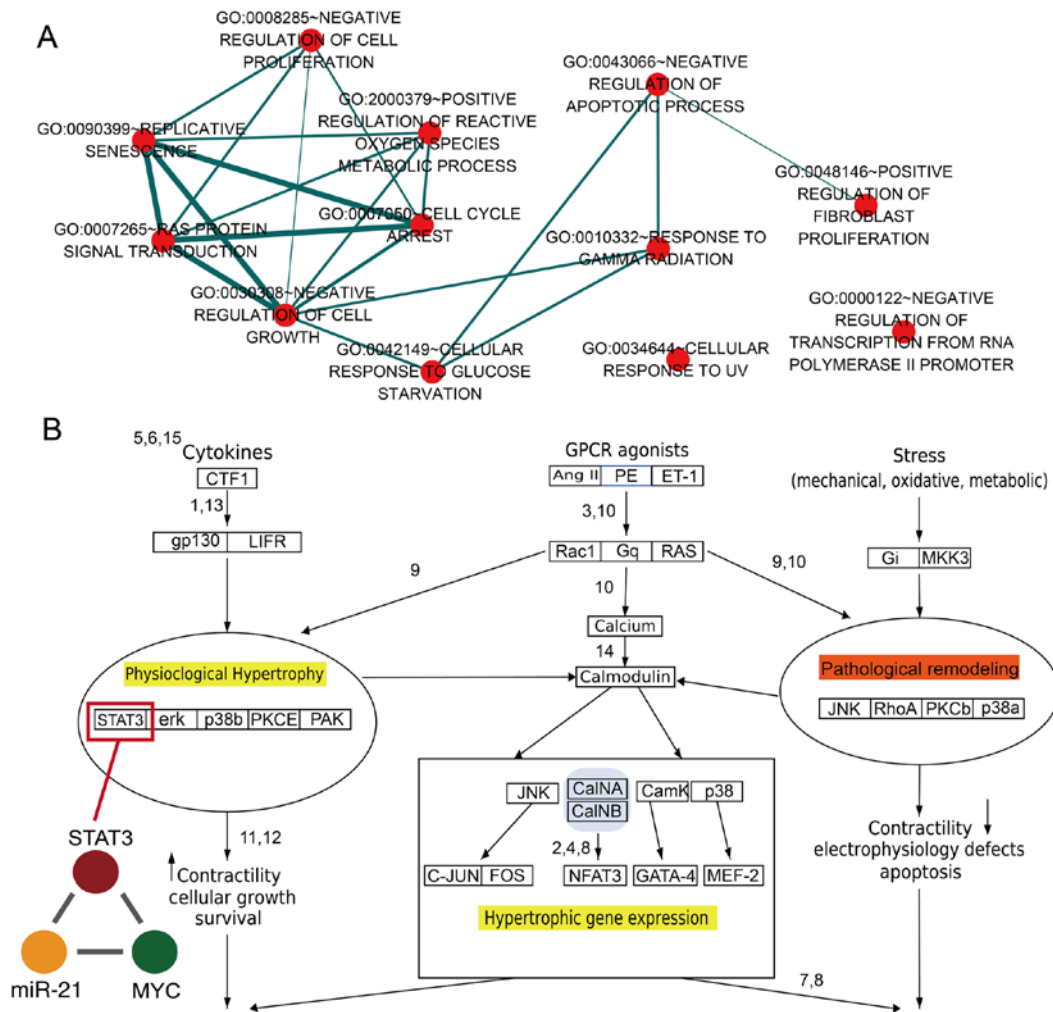 A
GO:0008285~NEGATIVE
REGULATION OF CELL
PROLIFERATION
GO:0043066~NEGATIVE
REGULATION OF
APOPTOTIC PROCESS
GO:2000379~POSITIVE
REGULATION OF REACTIVE
OXYGEN SPECIES
METABOLIC PROCESS
GO:0090399~REPLICATIVE
SENESCENCE
GO:0048146~POSITIVE
REGULATION OF
FIBROBLAST
PROLIFERATION
GO:0007050~CELL CYCLE
ARREST
GO:0007265~RAS PROTEIN
SIGNAL TRANSDUCTION
GO:0010332~RESPONSE TO
GAMMA RADIATION
GO:0030308~NEGATIVE
REGULATION OF CELL
GROWTH
GO:0000122~NEGATIVE
REGULATION OF
TRANSCRIPTION FROM RNA
POLYMERASE II PROMOTER
GO:0042149~CELLULAR
RESPONSE TO GLUCOSE
STARVATION
GO:0034644~CELLULAR
RESPONSE TO UV
B
5,6,15
Cytokines
CTF1
1,13
gp130 LIFR
GPCR agonists
Ang II PE ET-1
3,10
Rac1 Gq RAS
Stress
(mechanical, oxidative, metabolic)
Gi MKK3
9
10
9,10
Calcium
14
Calmodulin
Physioclogical Hypertrophy
STAT3 erk p38b PKCE PAK
Pathological remodeling
JNK RhoA PKCb p38a
JNK
CalNA
CalNB
CamK p38
2,4,8
C-JUN FOS
NFAT3
GATA-4
MEF-2
Hypertrophic gene expression
11,12
Contractility
cellular growth
survival
Contractility
electrophysiology defects
apoptosis
STAT3
miR-21
MYC
7,8